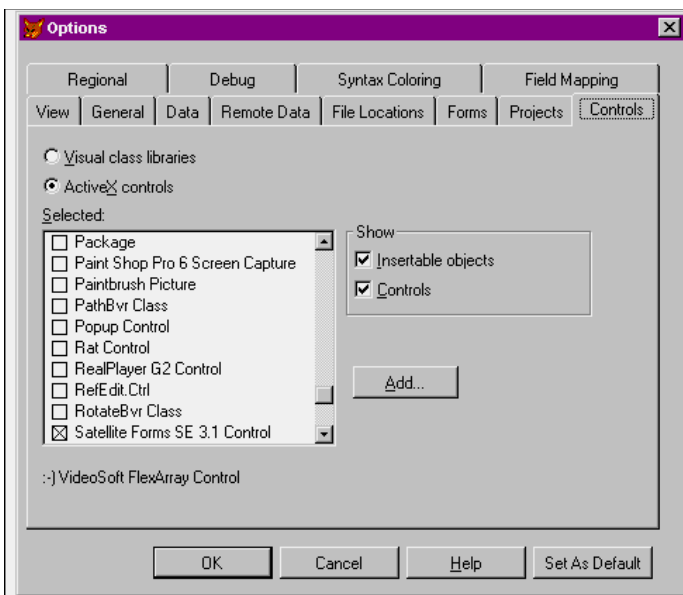 Options
Regional Debug Syntax Coloring Field Mapping
View General Data Remote Data File Locations Forms Projects Controls
Visual class libraries
ActiveX controls
Selected:
Package
Paint Shop Pro 6 Screen Capture
Paintbrush Picture
PathBvr Class
Popup Control
Rat Control
RealPlayer G2 Control
RefEdit.Ctrl
RotateBvr Class
Satellite Forms SE 3.1 Control
Show
Insertable objects
Controls
Add...
:-) VideoSoft FlexArray Control
OK Cancel Help Set As Default